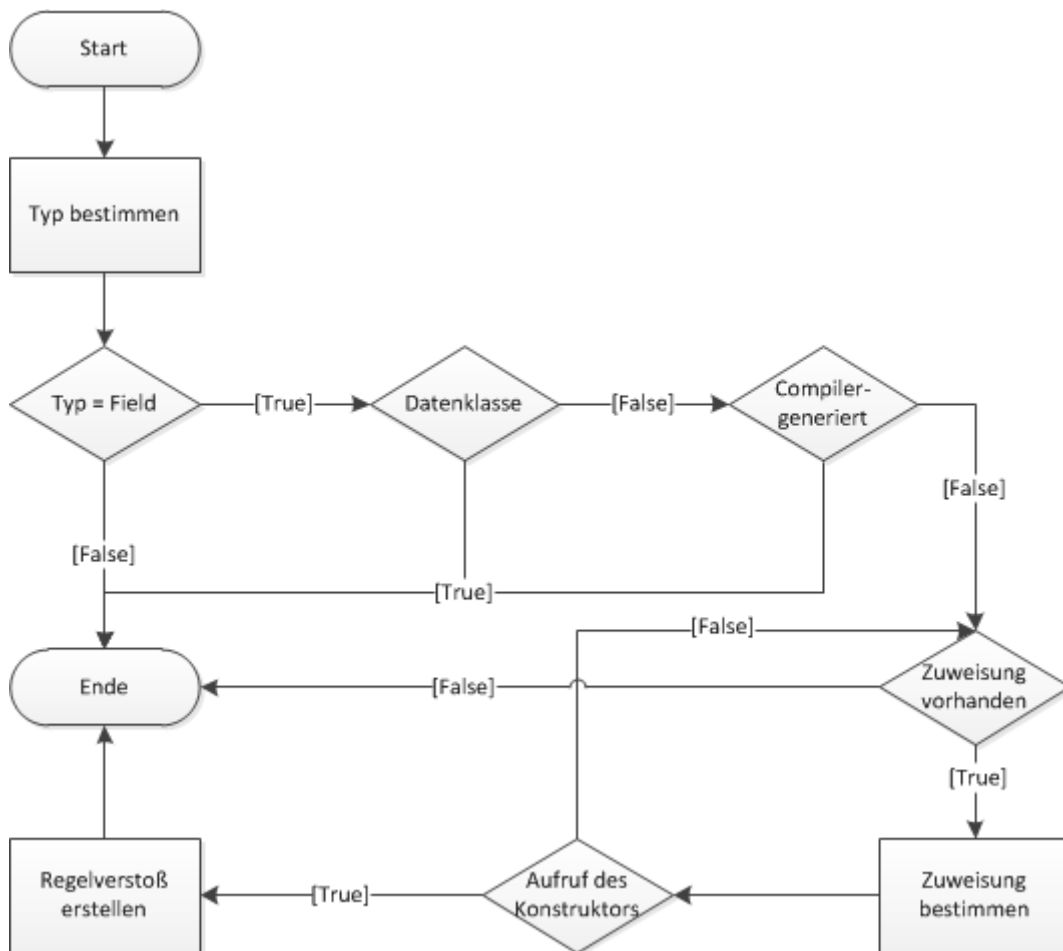 Start
Typ bestimmen
Typ = Field
[True]
Datenklasse
[False]
Compiler-
generiert
[False]
[False]
[True]
[False]
Ende
[False]
Zuweisung
vorhanden
[True]
Regelverstoß
erstellen
[True]
Aufruf des
Konstruktors
Zuweisung
bestimmen